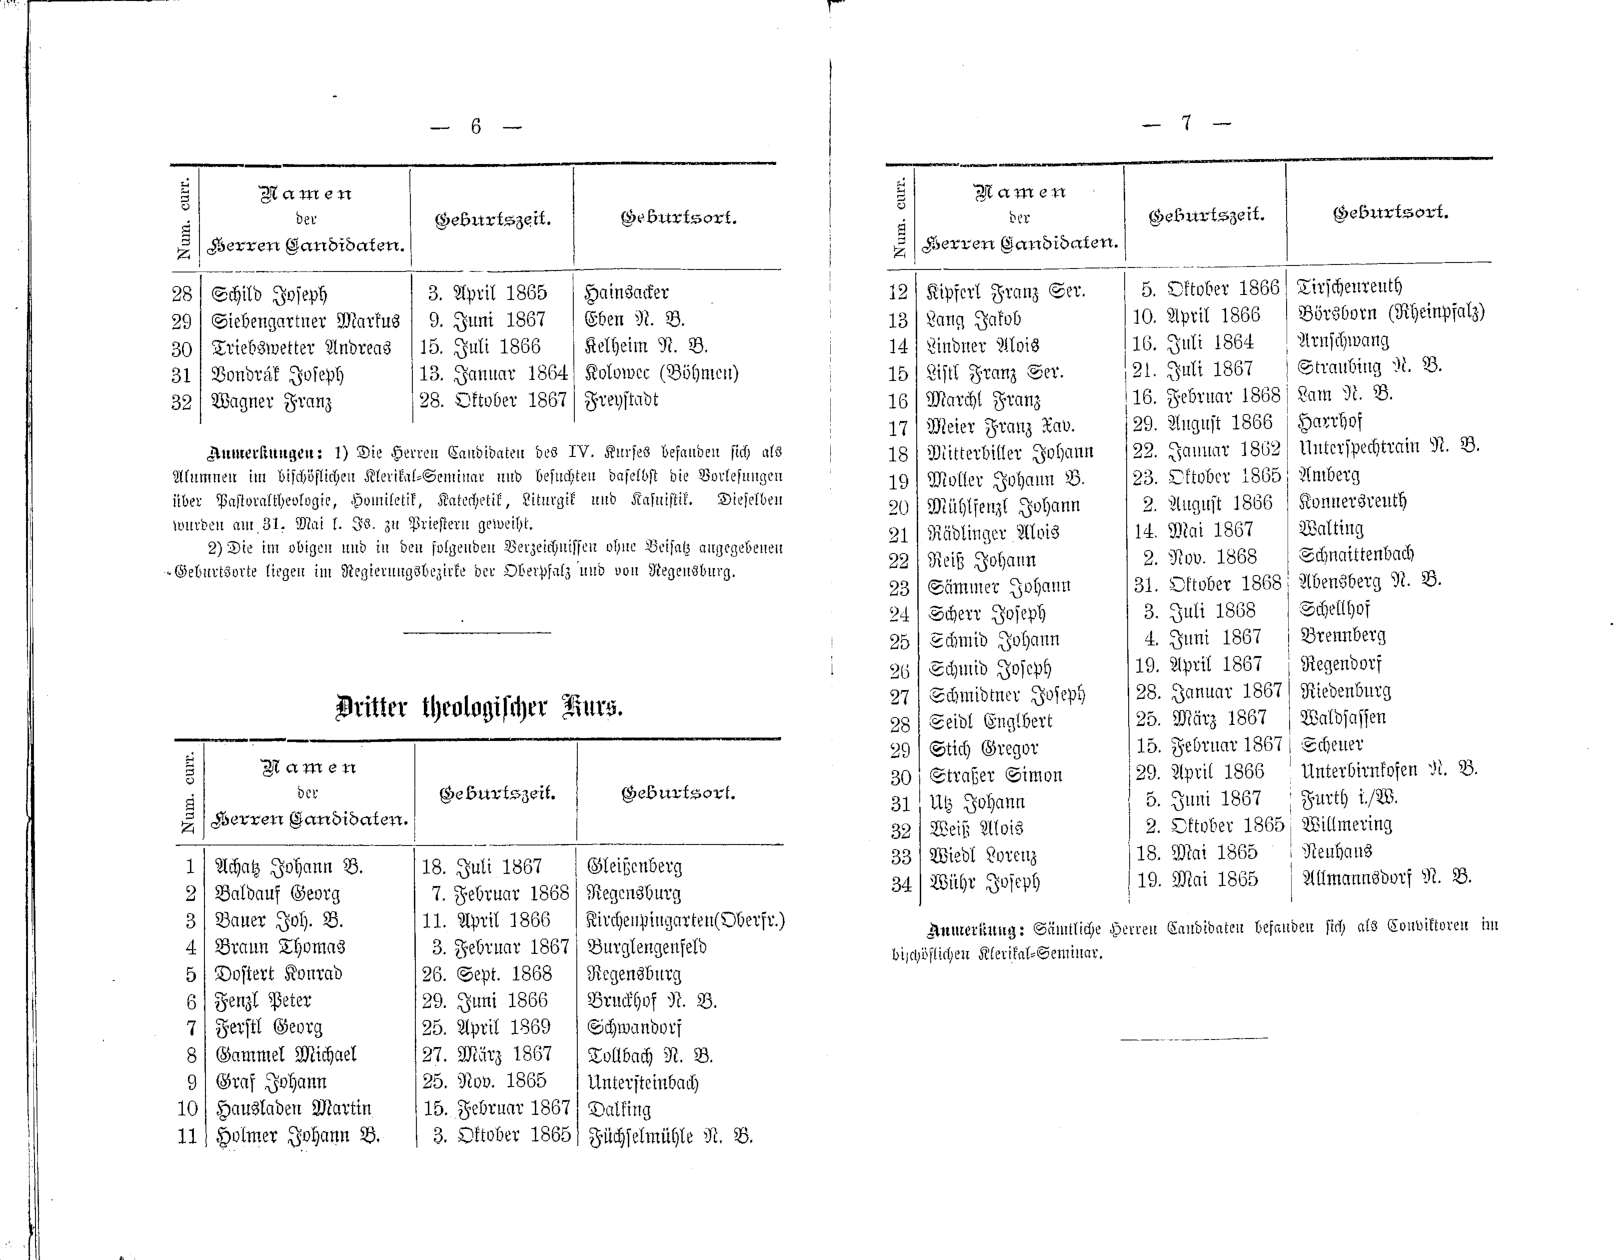 — 6 —
Num. curr.
Namen
der
Herren Candidaten.
Geburtszeit.
Geburtsort.
28 Schild Joseph 3. April 1865 Hainsacker
29 Siebengartner Markus 9. Juni 1867 Eben N. B.
30 Triebswetter Andreas 15. Juli 1866 Kelheim N. B.
31 Vondrák Joseph 13. Januar 1864 Kolowec (Böhmen)
32 Wagner Franz 28. Oktober 1867 Freystadt
Anmerkungen: 1) Die Herren Candidaten des IV. Kurses befanden sich als
Alumnen im bischöflichen Klerikal-Seminar und besuchten daselbst die Vorlesungen
über Pastoraltheologie, Homiletik, Katechetik, Liturgik und Kasuistik. Dieselben
wurden am 31. Mai l. Js. zu Priestern geweiht.
2) Die im obigen und in den folgenden Verzeichnissen ohne Beisatz angegebenen
Geburtsorte liegen im Regierungsbezirke der Oberpfalz und von Regensburg.
Dritter theologischer Kurs.
Num. curr.
Namen
der
Herren Candidaten.
Geburtszeit.
Geburtsort.
1 Achatz Johann B. 18. Juli 1867 Gleißenberg
2 Baldauf Georg 7. Februar 1868 Regensburg
3 Bauer Joh. B. 11. April 1866 Kirchenpingarten(Oberfr.)
4 Braun Thomas 3. Februar 1867 Burglengenfeld
5 Dostert Konrad 26. Sept. 1868 Regensburg
6 Fenzl Peter 29. Juni 1866 Bruckhof N. B.
7 Ferstl Georg 25. April 1869 Schwandorf
8 Gammel Michael 27. März 1867 Tollbach N. B.
9 Graf Johann 25. Nov. 1865 Untersteinbach
10 Hausladen Martin 15. Februar 1867 Dalking
11 Holmer Johann B. 3. Oktober 1865 Füchselmühle N. B.
— 7 —
Num. curr.
Namen
der
Herren Candidaten.
Geburtszeit.
Geburtsort.
12 Kipferl Franz Ser. 5. Oktober 1866 Tirschenreuth
13 Lang Jakob 10. April 1866 Börsborn (Rheinpfalz)
14 Lindner Alois 16. Juli 1864 Arnschwang
15 Listl Franz Ser. 21. Juli 1867 Straubing N. B.
16 Marchl Franz 16. Februar 1868 Lam N. B.
17 Meier Franz Xav. 29. August 1866 Harrhof
18 Mitterbiller Johann 22. Januar 1862 Unterspechtrain N. B.
19 Moller Johann B. 23. Oktober 1865 Amberg
20 Mühlfenzl Johann 2. August 1866 Konnersreuth
21 Rädlinger Alois 14. Mai 1867 Walting
22 Reiß Johann 2. Nov. 1868 Schnaittenbach
23 Sämmer Johann 31. Oktober 1868 Abensberg N. B.
24 Scherr Joseph 3. Juli 1868 Schellhof
25 Schmid Johann 4. Juni 1867 Brennberg
26 Schmid Joseph 19. April 1867 Regendorf
27 Schmidtner Joseph 28. Januar 1867 Riedenburg
28 Seidl Englbert 25. März 1867 Waldsassen
29 Stich Gregor 15. Februar 1867 Scheuer
30 Straßer Simon 29. April 1866 Unterbirnkofen N. B.
31 Utz Johann 5. Juni 1867 Furth i./W.
32 Weiß Alois 2. Oktober 1865 Willmering
33 Wiedl Lorenz 18. Mai 1865 Neuhaus
34 Wühr Joseph 19. Mai 1865 Allmannsdorf N. B.
Anmerkung: Sämtliche Herren Candidaten befanden sich als Conviktoren im
bischöflichen Klerikal-Seminar.